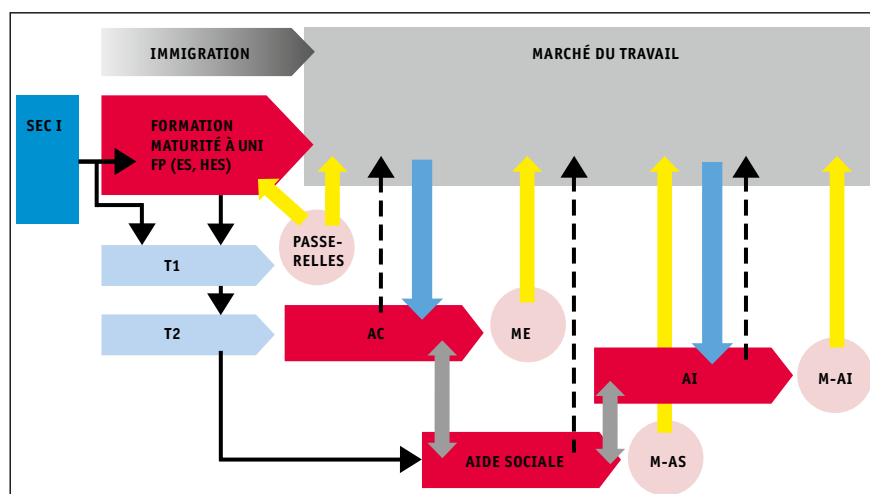 IMMIGRATION
MARCHÉ DU TRAVAIL
SEC I
FORMATION
MATURITÉ À UNI
FP (ES, HES)
PASSE-
RELLES
T1
T2
AC
ME
AI
M-AI
AIDE SOCIALE
M-AS